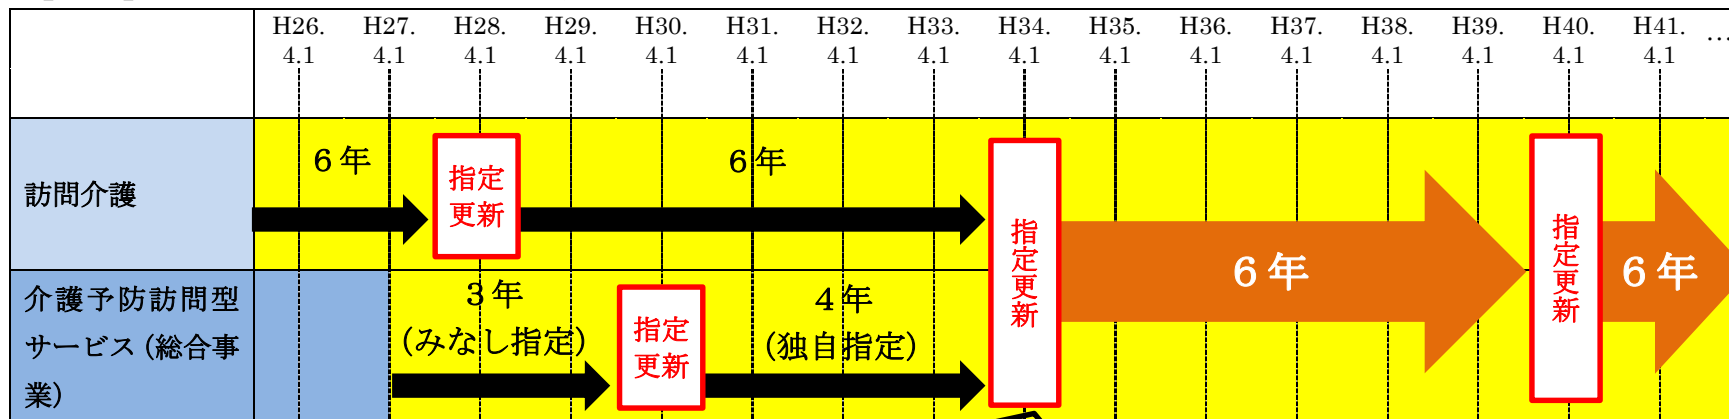 H26. H27. H28. H29. H30. H31. H32. H33. H34. H35. H36. H37. H38. H39. H40. H41. …
4.1 4.1 4.1 4.1 4.1 4.1 4.1 4.1 4.1 4.1 4.1 4.1 4.1 4.1 4.1 4.1
訪問介護
６年
指定
更新
６年
指定更新
６年
指定更新
６年
介護予防訪問型
サービス（総合事
業）
３年
（みなし指定）
指定
更新
４年
（独自指定）